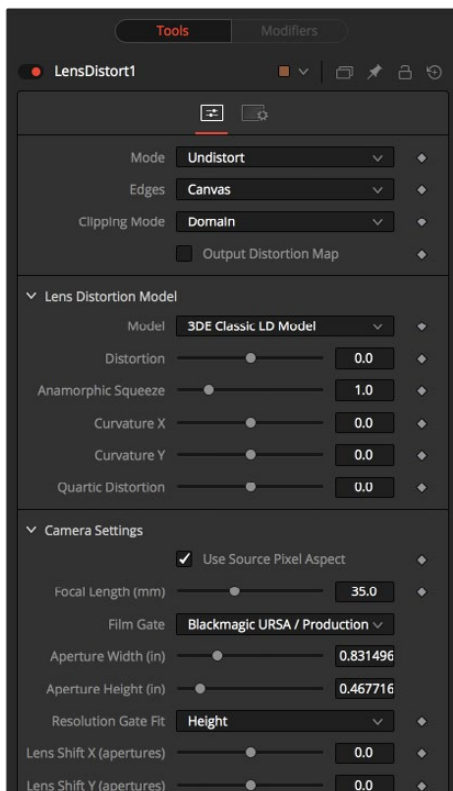 Tools Modifiers
LensDistort1
Mode Undistort
Edges Canvas
Clipping Mode Domain
Output Distortion Map
Lens Distortion Model
Model 3DE Classic LD Model
Distortion 0.0
Anamorphic Squeeze 1.0
Curvature X 0.0
Curvature Y 0.0
Quartic Distortion 0.0
Camera Settings
Use Source Pixel Aspect
Focal Length (mm) 35.0
Film Gate Blackmagic URSA / Production
Aperture Width (in) 0.831496
Aperture Height (in) 0.467716
Resolution Gate Fit Height
Lens Shift X (apertures) 0.0
Lens Shift Y (apertures) 0.0